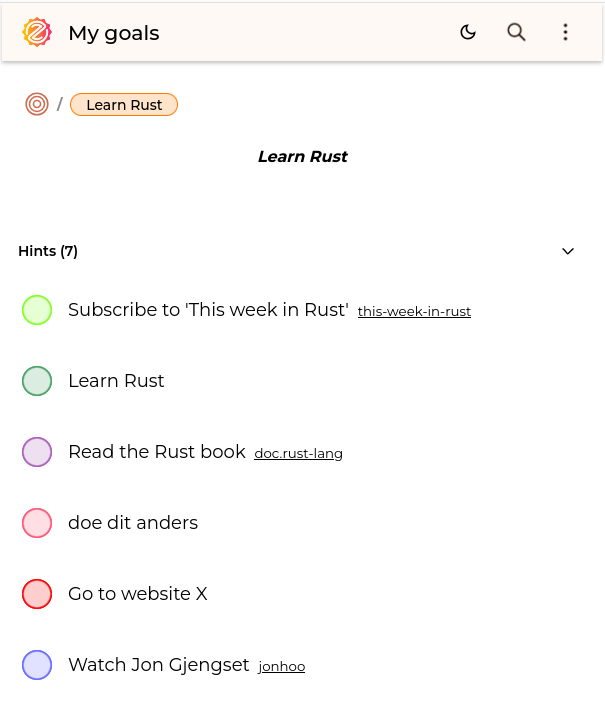 My goals
/ Learn Rust
Learn Rust
Hints (7)
Subscribe to 'This week in Rust' this-week-in-rust
Learn Rust
Read the Rust book doc.rust-lang
doe dit anders
Go to website X
Watch Jon Gjengset jonhoo